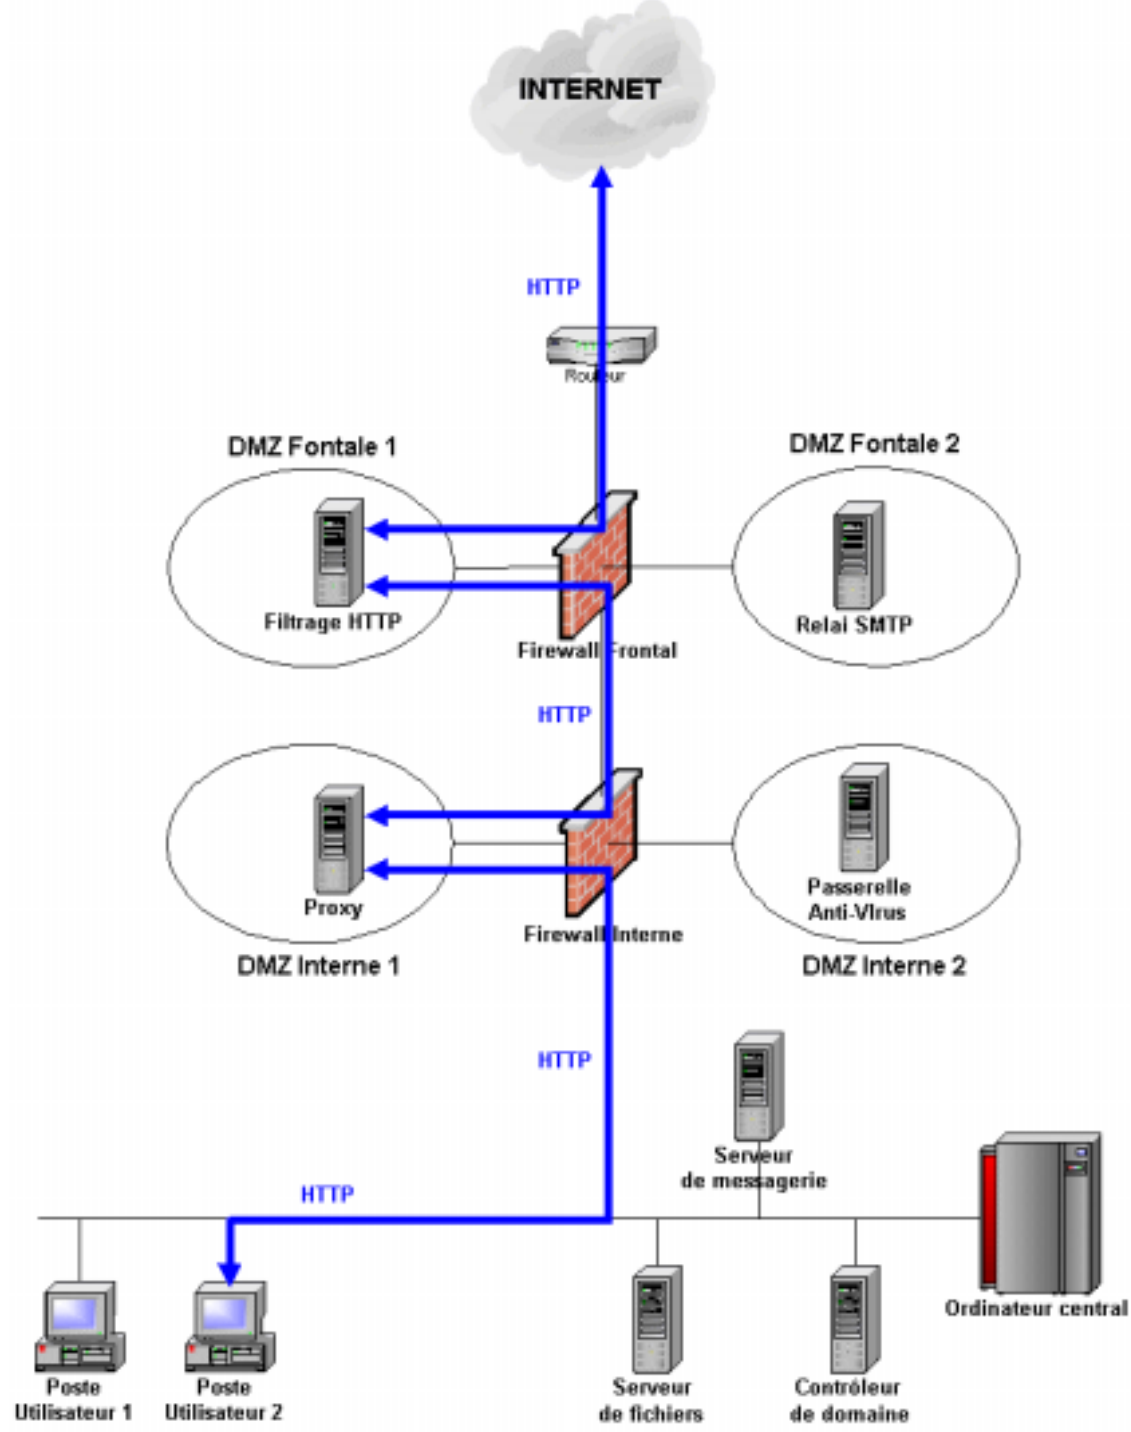 INTERNET
HTTP
Routeur
DMZ Fontale 1
DMZ Fontale 2
Filtrage HTTP
Relai SMTP
Firewall Frontal
HTTP
Proxy
Passerelle
Anti-VIrus
Firewall Interne
DMZ Interne 1
DMZ Interne 2
HTTP
Serveur
de messagerie
HTTP
Ordinateur central
Poste
Utilisateur 1
Poste
Utilisateur 2
Serveur
de fichiers
Contrôleur
de domaine